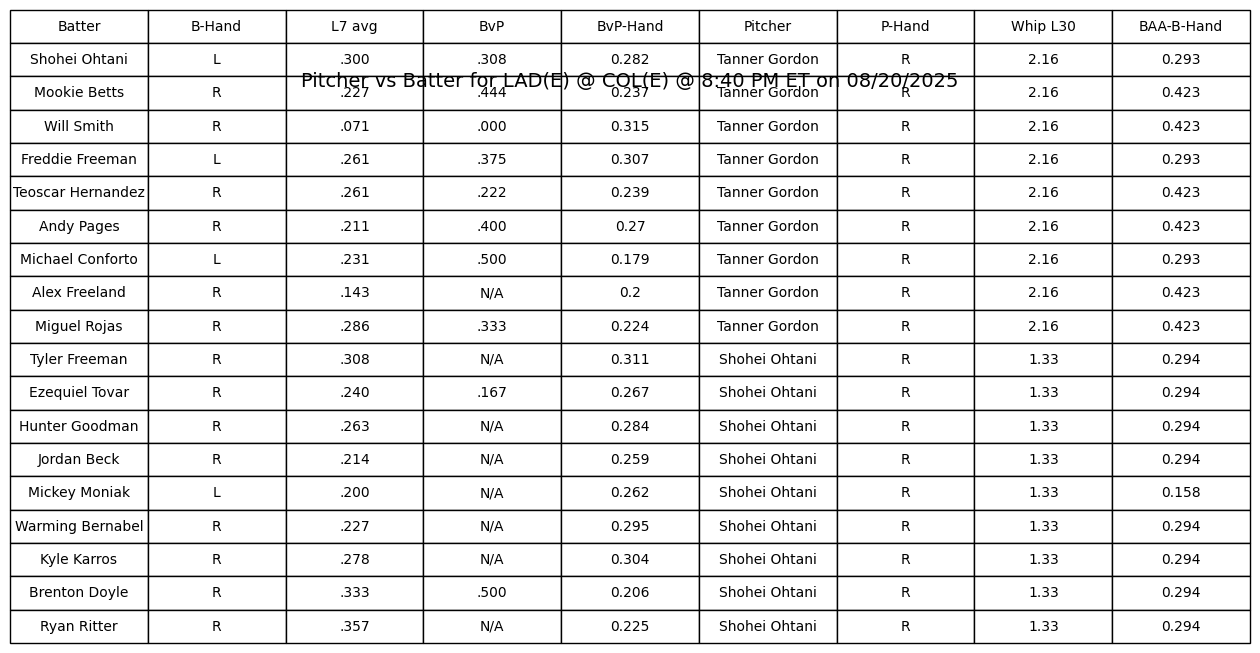 Batter B-Hand L7 avg BvP BvP-Hand Pitcher P-Hand Whip L30 BAA-B-Hand
Shohei Ohtani L .300 .308 0.282 Tanner Gordon R 2.16 0.293
Pitcher vs Batter for LAD(E) @ COL(E) @ 8:40 PM ET on 08/20/2025
Mookie Betts R .227 .444 0.237 Tanner Gordon R 2.16 0.423
Will Smith R .071 .000 0.315 Tanner Gordon R 2.16 0.423
Freddie Freeman L .261 .375 0.307 Tanner Gordon R 2.16 0.293
Teoscar Hernandez R .261 .222 0.239 Tanner Gordon R 2.16 0.423
Andy Pages R .211 .400 0.27 Tanner Gordon R 2.16 0.423
Michael Conforto L .231 .500 0.179 Tanner Gordon R 2.16 0.293
Alex Freeland R .143 N/A 0.2 Tanner Gordon R 2.16 0.423
Miguel Rojas R .286 .333 0.224 Tanner Gordon R 2.16 0.423
Tyler Freeman R .308 N/A 0.311 Shohei Ohtani R 1.33 0.294
Ezequiel Tovar R .240 .167 0.267 Shohei Ohtani R 1.33 0.294
Hunter Goodman R .263 N/A 0.284 Shohei Ohtani R 1.33 0.294
Jordan Beck R .214 N/A 0.259 Shohei Ohtani R 1.33 0.294
Mickey Moniak L .200 N/A 0.262 Shohei Ohtani R 1.33 0.158
Warming Bernabel R .227 N/A 0.295 Shohei Ohtani R 1.33 0.294
Kyle Karros R .278 N/A 0.304 Shohei Ohtani R 1.33 0.294
Brenton Doyle R .333 .500 0.206 Shohei Ohtani R 1.33 0.294
Ryan Ritter R .357 N/A 0.225 Shohei Ohtani R 1.33 0.294